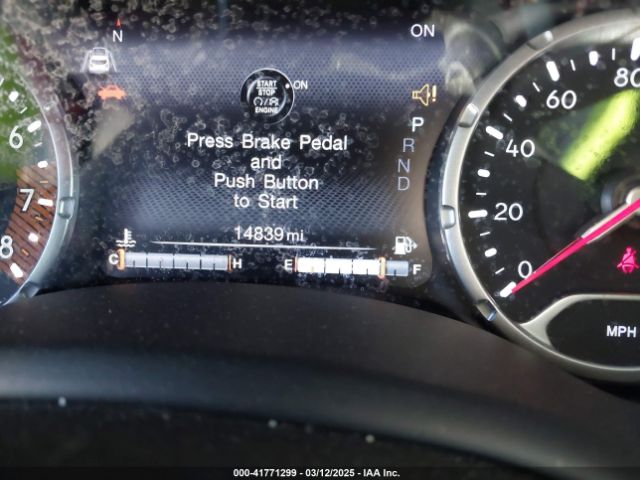 N
ON
START
STOP
ENGINE
ON
Press Brake Pedal
and
Push Button
to Start
14839 mi
C H
E F
P
R
N
D
6
7
8
0
20
40
60
80
MPH
000-41771299 - 03/12/2025 - IAA Inc.